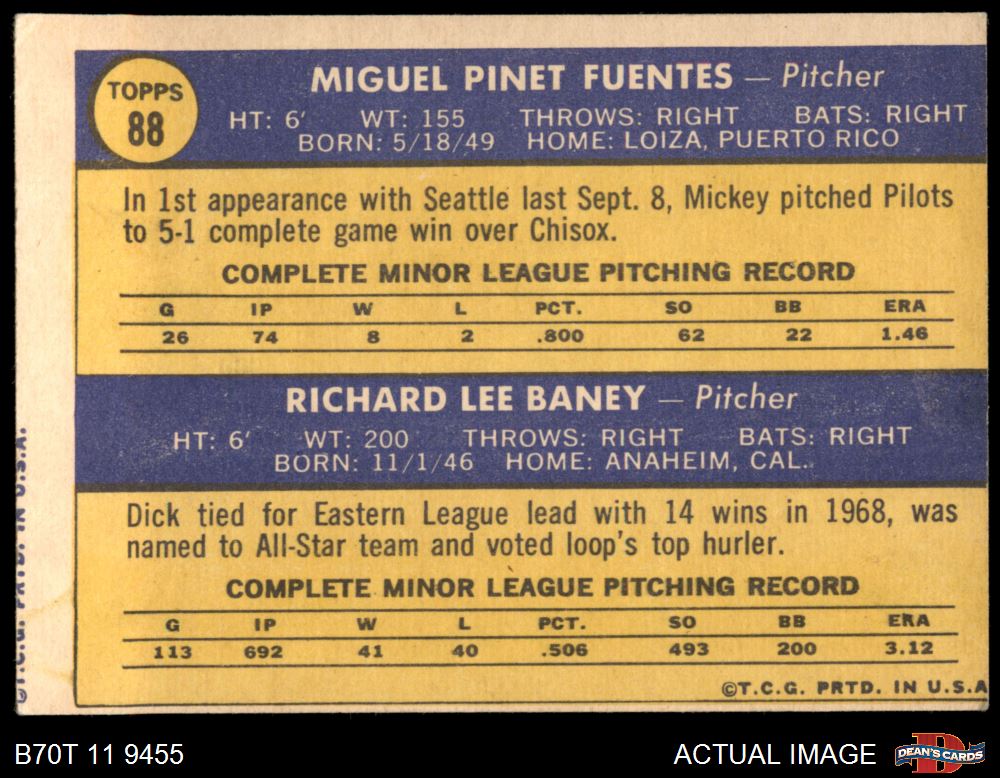 TOPPS
88
MIGUEL PINET FUENTES — Pitcher
HT: 6' WT: 155 THROWS: RIGHT BATS: RIGHT
BORN: 5/18/49 HOME: LOIZA, PUERTO RICO
In 1st appearance with Seattle last Sept. 8, Mickey pitched Pilots
to 5-1 complete game win over Chisox.
COMPLETE MINOR LEAGUE PITCHING RECORD
G IP W L PCT. SO BB ERA
26 74 8 2 .800 62 22 1.46
RICHARD LEE BANEY — Pitcher
HT: 6' WT: 200 THROWS: RIGHT BATS: RIGHT
BORN: 11/1/46 HOME: ANAHEIM, CAL.
Dick tied for Eastern League lead with 14 wins in 1968, was
named to All-Star team and voted loop's top hurler.
COMPLETE MINOR LEAGUE PITCHING RECORD
G IP W L PCT. SO BB ERA
113 692 41 40 .506 493 200 3.12
©T.C.G. PRTD. IN U.S.A
©T.C.G. PRTD. IN U.S.A.
B70T 11 9455
ACTUAL IMAGE
DEAN'S CARDS